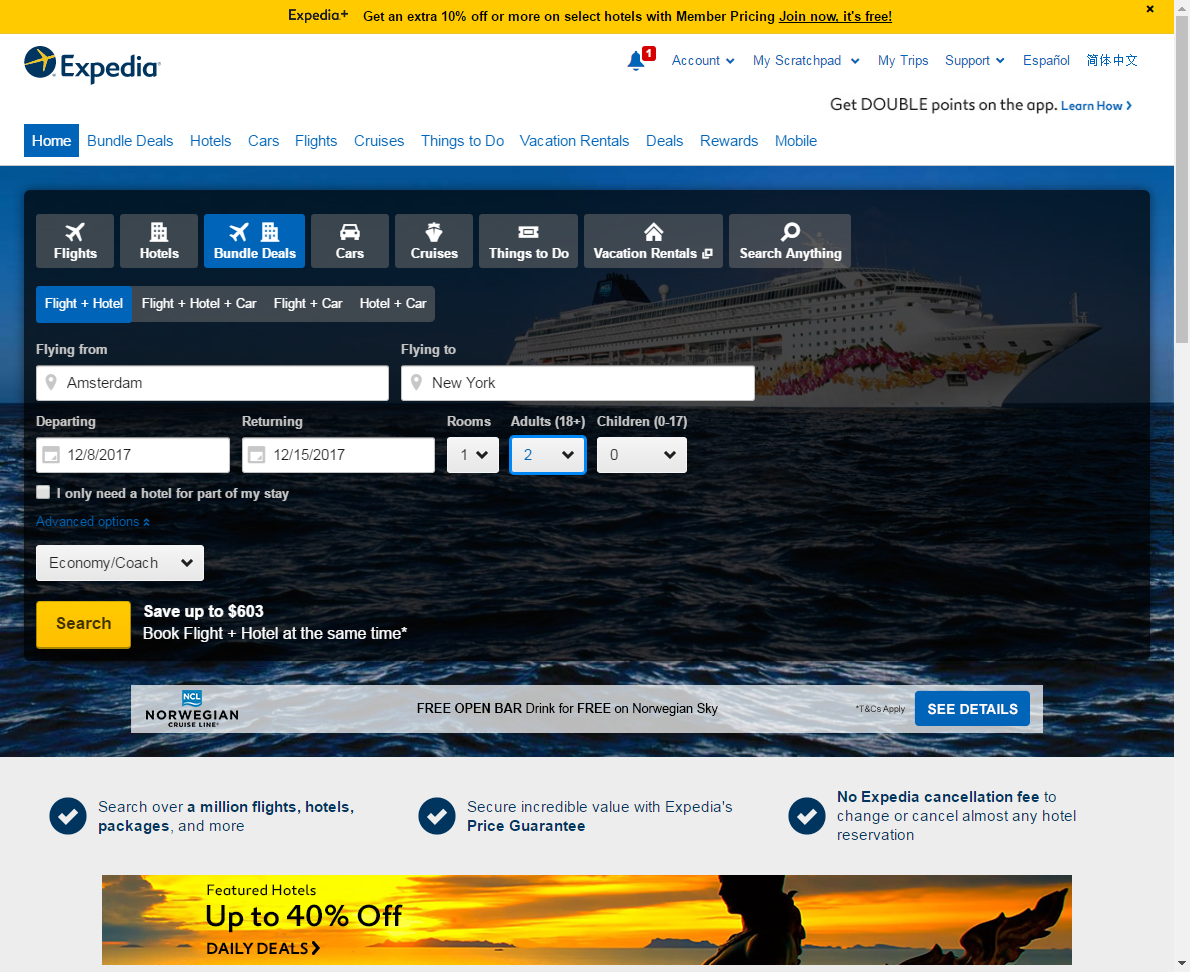 Expedia+ Get an extra 10% off or more on select hotels with Member Pricing Join now, it's free! ×
Expedia
1 Account My Scratchpad My Trips Support Español 简体中文
Get DOUBLE points on the app. Learn How
Home Bundle Deals Hotels Cars Flights Cruises Things to Do Vacation Rentals Deals Rewards Mobile
Flights Hotels Bundle Deals Cars Cruises Things to Do Vacation Rentals Search Anything
Flight + Hotel Flight + Hotel + Car Flight + Car Hotel + Car
Flying from Flying to
Amsterdam New York
Departing Returning Rooms Adults (18+) Children (0-17)
12/8/2017 12/15/2017 1 2 0
I only need a hotel for part of my stay
Advanced options
Economy/Coach
Search
Save up to $603
Book Flight + Hotel at the same time*
NCL
NORWEGIAN
CRUISE LINE
FREE OPEN BAR Drink for FREE on Norwegian Sky
*T&Cs Apply
SEE DETAILS
Search over a million flights, hotels,
packages, and more
Secure incredible value with Expedia's
Price Guarantee
No Expedia cancellation fee to
change or cancel almost any hotel
reservation
Featured Hotels
Up to 40% Off
DAILY DEALS